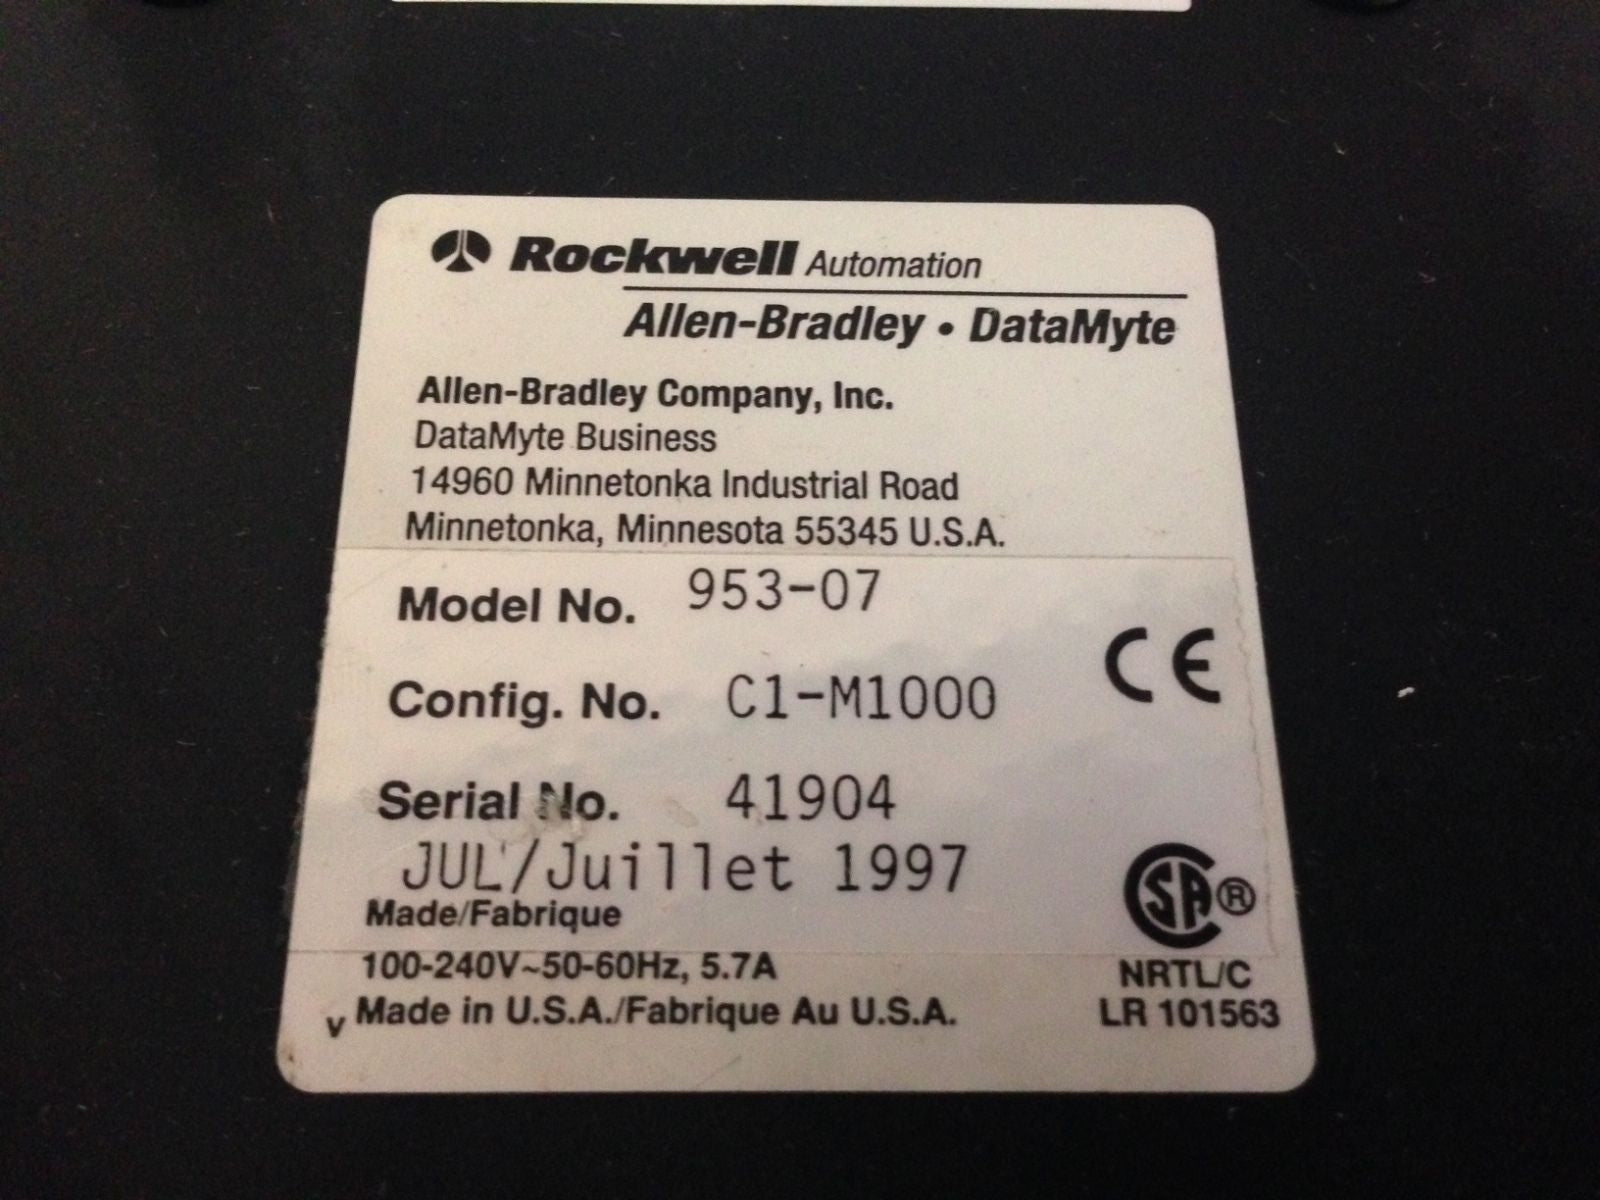 Rockwell Automation
Allen-Bradley • DataMyte
Allen-Bradley Company, Inc.
DataMyte Business
14960 Minnetonka Industrial Road
Minnetonka, Minnesota 55345 U.S.A.
Model No. 953-07
CE
Config. No. C1-M1000
Serial No. 41904
JUL/Juillet 1997
Made/Fabrique
SA®
100-240V~50-60Hz, 5.7A
NRTL/C
v Made in U.S.A./Fabrique Au U.S.A.
LR 101563